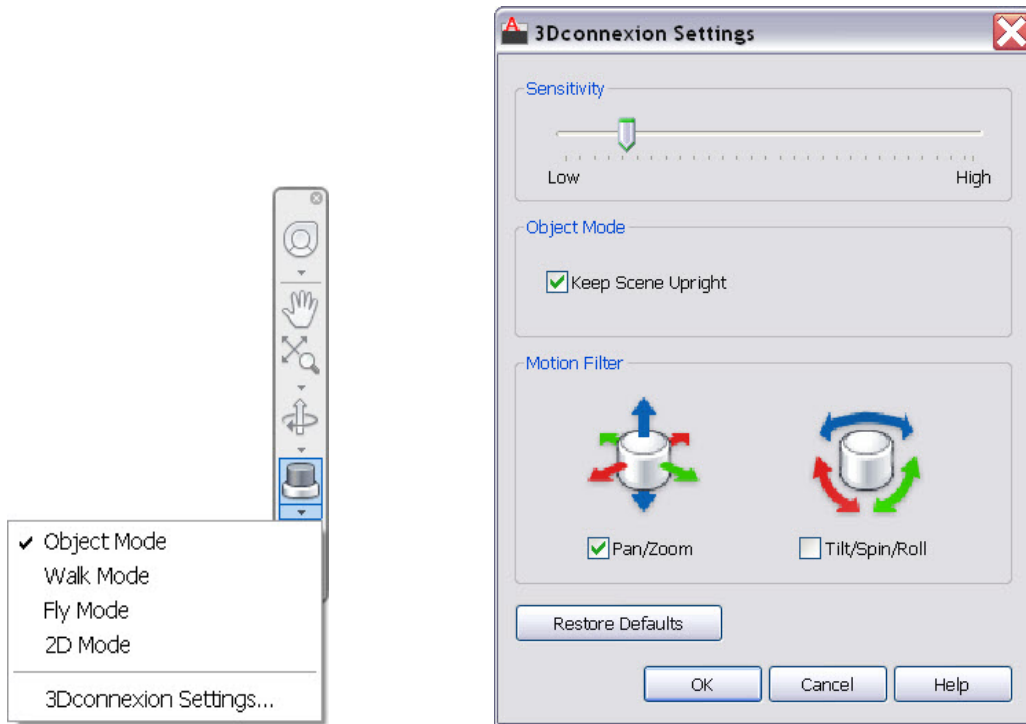 Object Mode
Walk Mode
Fly Mode
2D Mode
3Dconnexion Settings...
3Dconnexion Settings
Sensitivity
Low High
Object Mode
Keep Scene Upright
Motion Filter
Pan/Zoom Tilt/Spin/Roll
Restore Defaults
OK Cancel Help